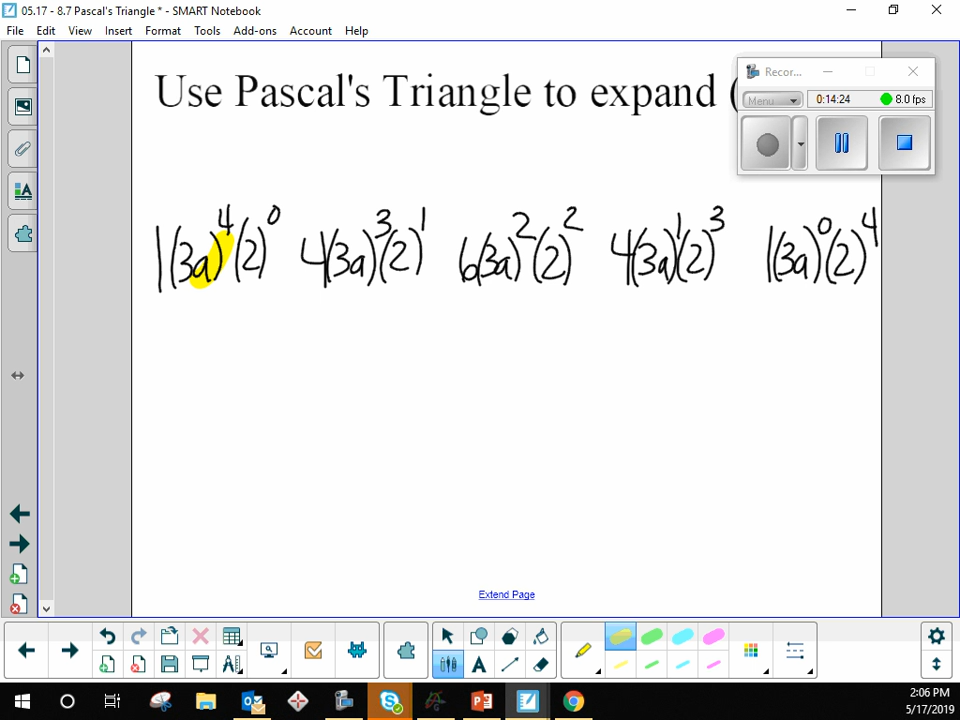 05.17 - 8.7 Pascal's Triangle * - SMART Notebook
File Edit View Insert Format Tools Add-ons Account Help
Recor...
Menu 0:14:24 8.0 fps
Use Pascal's Triangle to expand (
1(3a)⁴(2)⁰ 4(3a)³(2)¹ 6(3a)²(2)² 4(3a)¹(2)³ 1(3a)⁰(2)⁴
Extend Page
2:06 PM
5/17/2019